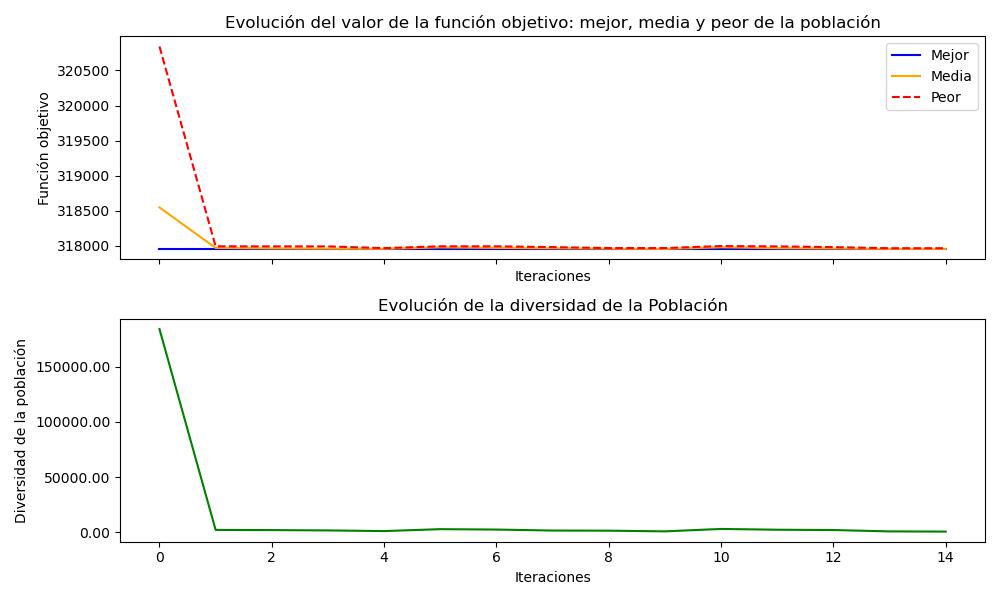 Evolución del valor de la función objetivo: mejor, media y peor de la población
Función objetivo
320500
320000
319500
319000
318500
318000
Mejor
Media
Peor
Iteraciones
Evolución de la diversidad de la Población
Diversidad de la población
150000.00
100000.00
50000.00
0.00
0 2 4 6 8 10 12 14
Iteraciones